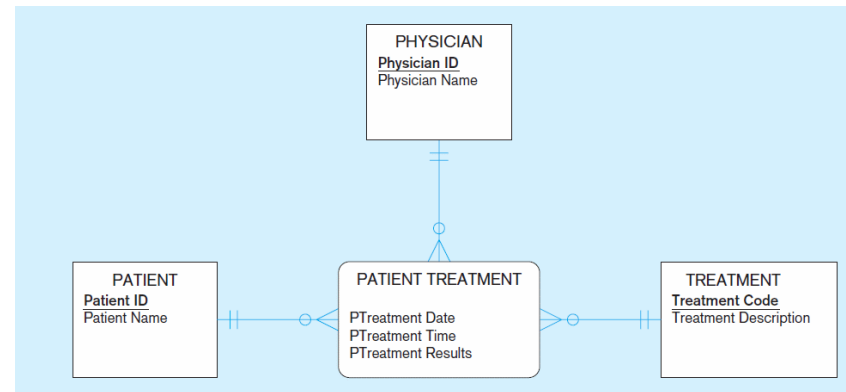 PHYSICIAN
Physician ID
Physician Name
PATIENT
Patient ID
Patient Name
PATIENT TREATMENT
PTreatment Date
PTreatment Time
PTreatment Results
TREATMENT
Treatment Code
Treatment Description